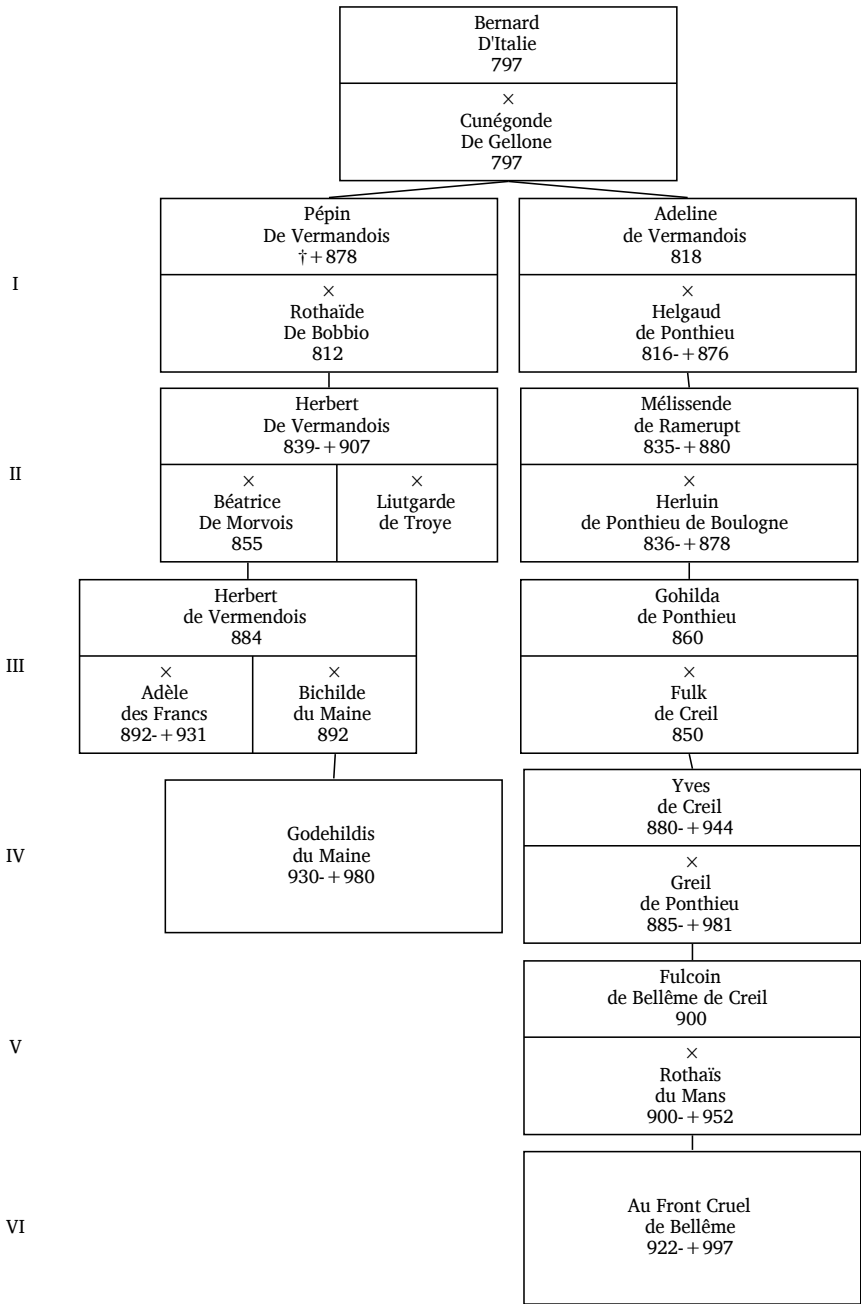 Bernard
D'Italie
797
×
Cunégonde
De Gellone
797
I
Pépin
De Vermandois
†+878
×
Rothaïde
De Bobbio
812
Adeline
de Vermandois
818
×
Helgaud
de Ponthieu
816-+876
II
Herbert
De Vermandois
839-+907
×
Béatrice
De Morvois
855
×
Liutgarde
de Troye
Mélissende
de Ramerupt
835-+880
×
Herluin
de Ponthieu de Boulogne
836-+878
III
Herbert
de Vermendois
884
×
Adèle
des Francs
892-+931
×
Bichilde
du Maine
892
Gohilda
de Ponthieu
860
×
Fulk
de Creil
850
IV
Godehildis
du Maine
930-+980
Yves
de Creil
880-+944
×
Greil
de Ponthieu
885-+981
V
Fulcoin
de Bellême de Creil
900
×
Rothaïs
du Mans
900-+952
VI
Au Front Cruel
de Bellême
922-+997